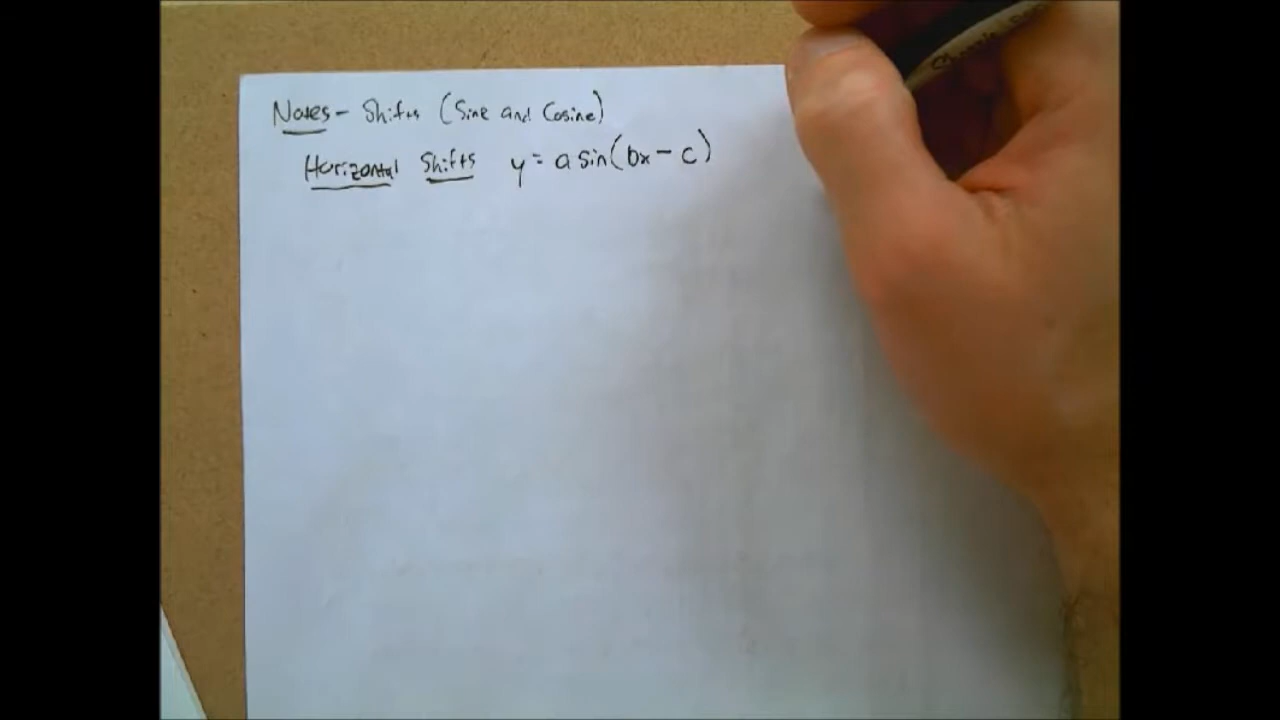 Notes - Shifts (Sine and Cosine)
Horizontal Shifts y = a sin(bx - c)